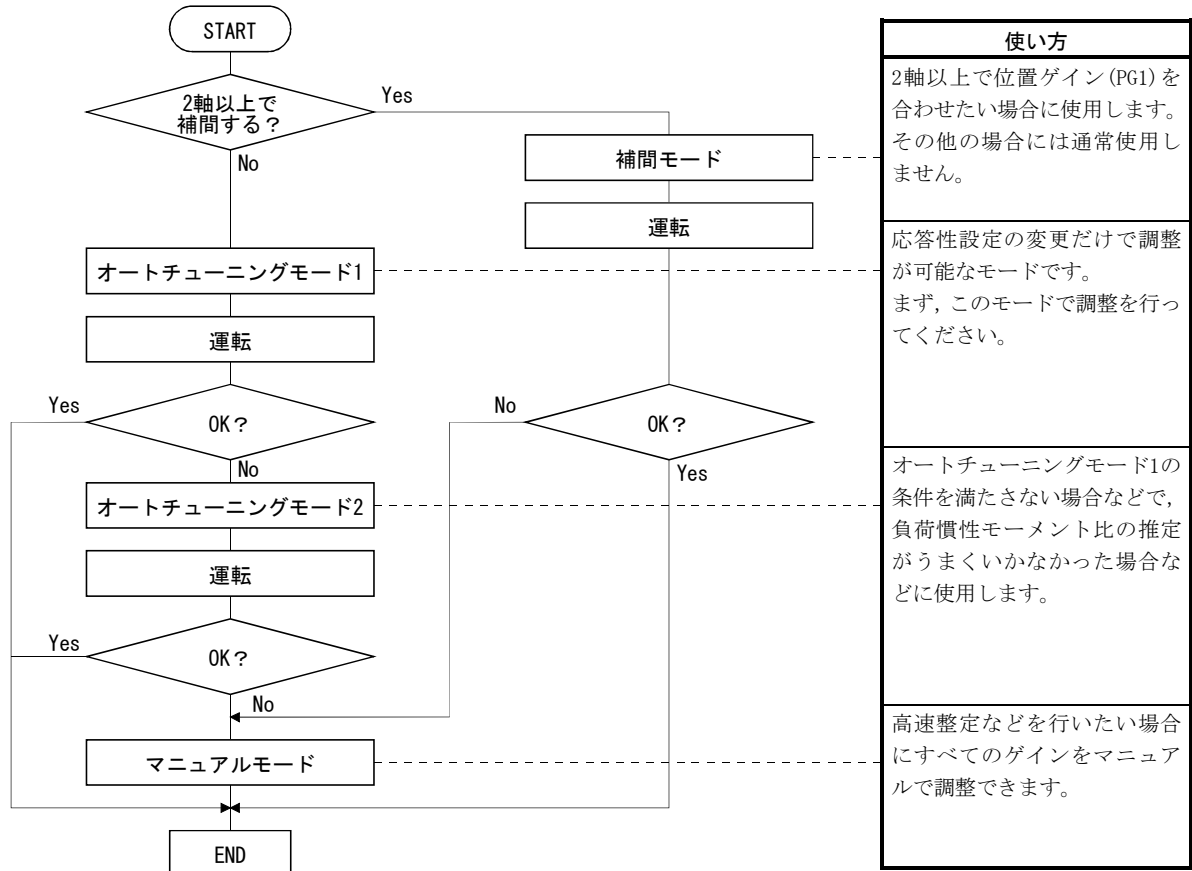 START
2軸以上で
補間する？
Yes
No
補間モード
運転
オートチューニングモード1
運転
Yes
OK？
No
No
OK？
Yes
オートチューニングモード2
運転
Yes
OK？
No
マニュアルモード
END
使い方
2軸以上で位置ゲイン(PG1)を
合わせたい場合に使用します。
その他の場合には通常使用し
ません。
応答性設定の変更だけで調整
が可能なモードです。
まず，このモードで調整を行っ
てください。
オートチューニングモード1の
条件を満たさない場合などで，
負荷慣性モーメント比の推定
がうまくいかなかった場合な
どに使用します。
高速整定などを行いたい場合
にすべてのゲインをマニュア
ルで調整できます。